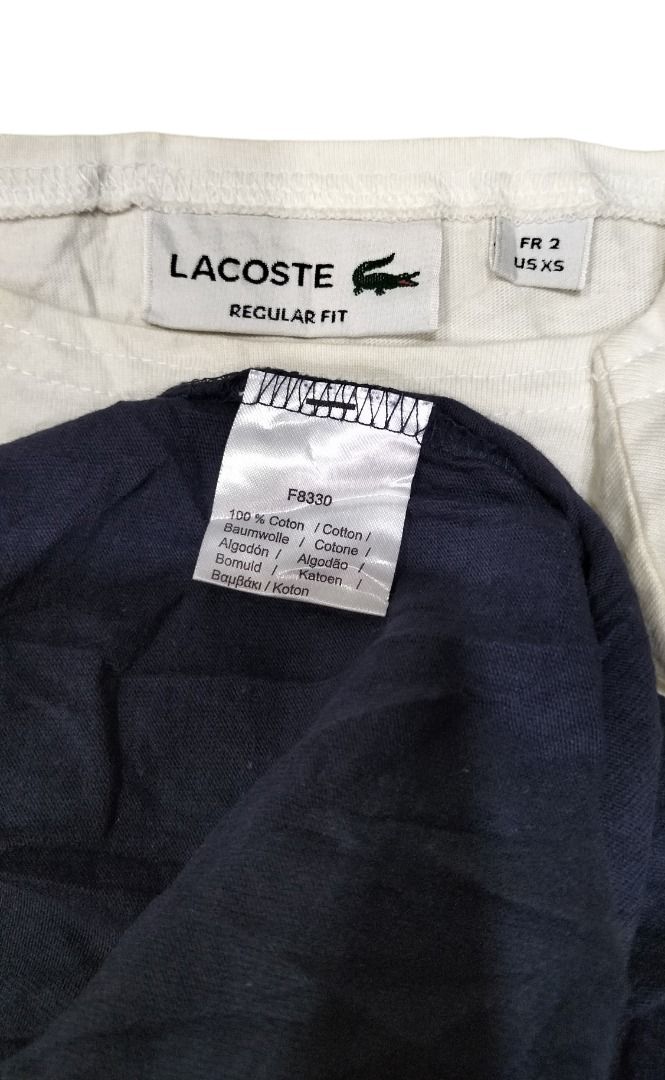 LACOSTE
REGULAR FIT
FR 2
US XS
F8330
100 % Coton / Cotton /
Baumwolle / Cotone /
Algodón / Algodão /
Bomuld / Katoen /
Βαμβάκι / Koton